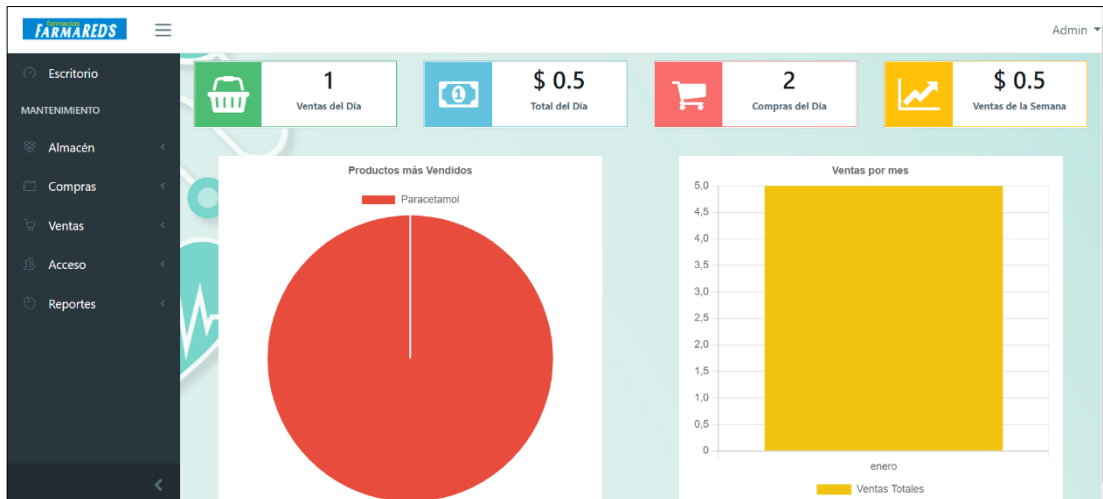 farmacias
FARMARED'S
Admin
Escritorio
MANTENIMIENTO
Almacén
Compras
Ventas
Acceso
Reportes
1
Ventas del Día
$ 0.5
Total del Día
2
Compras del Día
$ 0.5
Ventas de la Semana
Productos más Vendidos
Paracetamol
Ventas por mes
5,0
4,5
4,0
3,5
3,0
2,5
2,0
1,5
1,0
0,5
0
enero
Ventas Totales